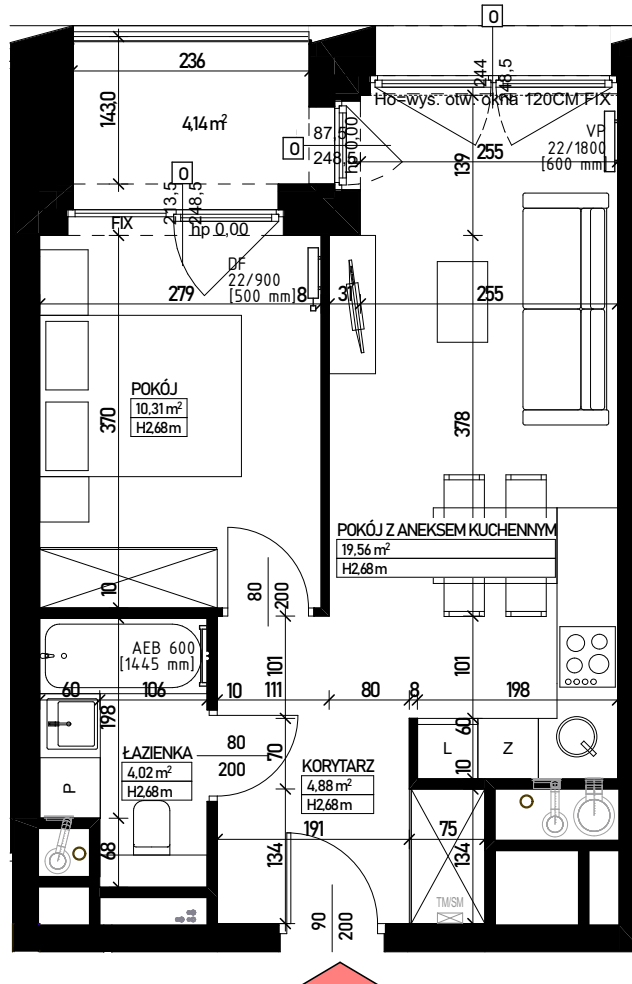 0
236
143,0
4,14 m²
0
244
248,5
Ho-wys. otw. okna 120CM FIX
87,5
248,5
hp 0,00
0
VP
22/1800
[600 mm]
255
139
213,5
248,5
FIX
hp 0,00
DF
22/900
[500 mm]
279
8
37
255
370
POKÓJ
10,31 m²
H2,68m
378
POKÓJ Z ANEKSEM KUCHENNYM
19,56 m²
H2,68m
10
80
200
AEB 600
[1445 mm]
101
101
60
106
10
111
80
8
198
198
80
200
70
60
10
L
Z
ŁAZIENKA
4,02 m²
H2,68m
P
KORYTARZ
4,88 m²
H2,68m
68
191
75
134
134
TM/SM
90
200